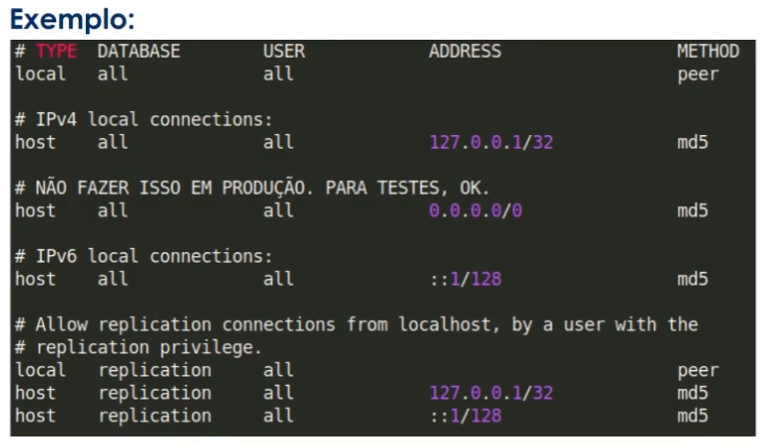 Exemplo:
# TYPE DATABASE USER ADDRESS METHOD
local all all peer
# IPv4 local connections:
host all all 127.0.0.1/32 md5
# NÃO FAZER ISSO EM PRODUÇÃO. PARA TESTES, OK.
host all all 0.0.0.0/0 md5
# IPv6 local connections:
host all all ::1/128 md5
# Allow replication connections from localhost, by a user with the
# replication privilege.
local replication all peer
host replication all 127.0.0.1/32 md5
host replication all ::1/128 md5